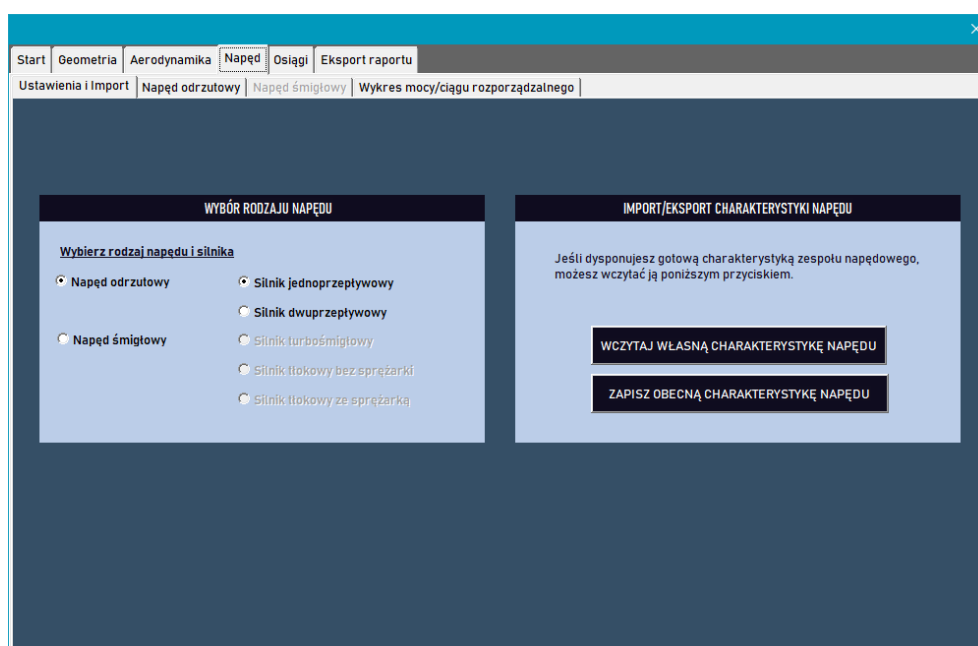 Start Geometria Aerodynamika Napęd Osiągi Eksport raportu
Ustawienia i Import Napęd odrzutowy Napęd śmigłowy Wykres mocy/ciągu rozporządzalnego
WYBÓR RODZAJU NAPĘDU
Wybierz rodzaj napędu i silnika
Napęd odrzutowy
Silnik jednoprzepływowy
Silnik dwuprzepływowy
Napęd śmigłowy
Silnik turbośmigłowy
Silnik tłokowy bez sprężarki
Silnik tłokowy ze sprężarką
IMPORT/EKSPORT CHARAKTERYSTYKI NAPĘDU
Jeśli dysponujesz gotową charakterystyką zespołu napędowego,
możesz wczytać ją poniższym przyciskiem.
WCZYTAJ WŁASNĄ CHARAKTERYSTYKĘ NAPĘDU
ZAPISZ OBECNĄ CHARAKTERYSTYKĘ NAPĘDU